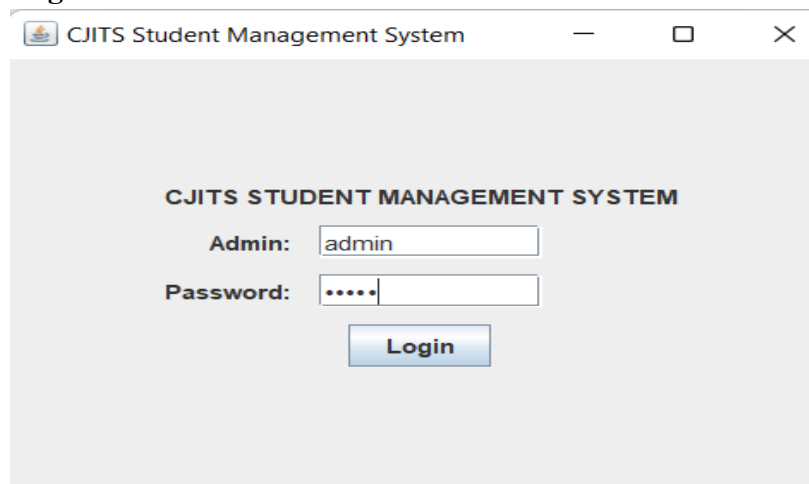 CJITS Student Management System
CJITS STUDENT MANAGEMENT SYSTEM
Admin: admin
Password: •••••
Login